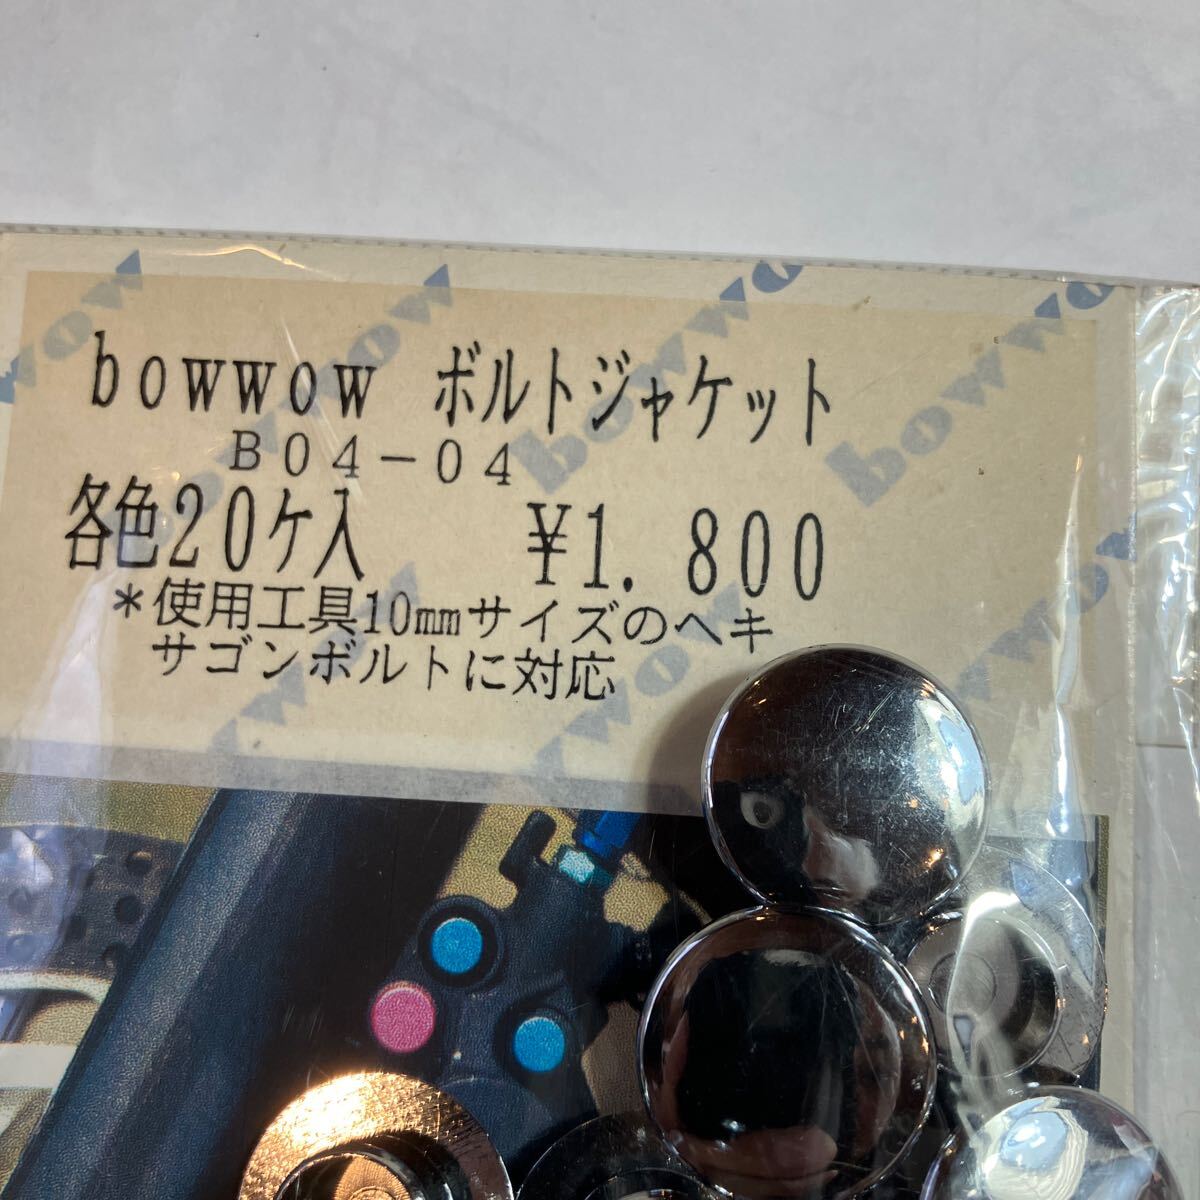 bowwow ボルトジャケット
B04-04
各色20ケ入 ¥1.800
*使用工具10mmサイズのヘキ
サゴンボルトに対応